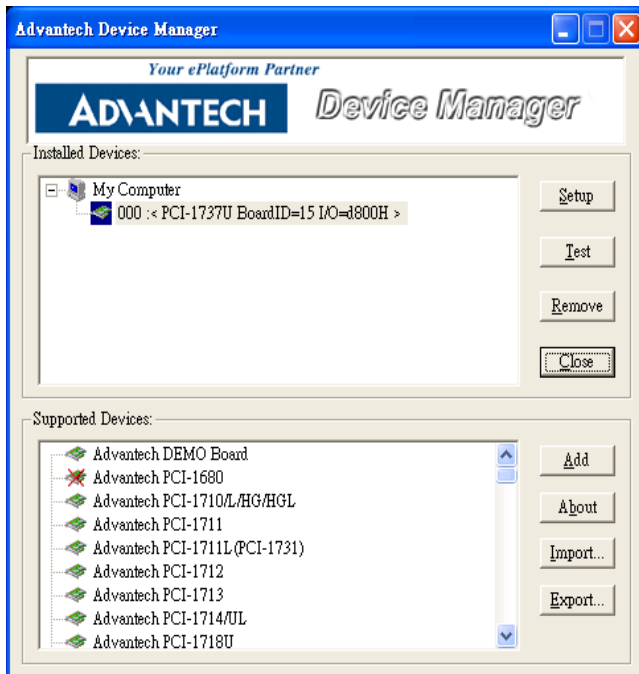 Advantech Device Manager
Your ePlatform Partner
ADVANTECH Device Manager
Installed Devices:
My Computer
000 :< PCI-1737U BoardID=15 I/O=d800H >
Setup
Test
Remove
Close
Supported Devices:
Advantech DEMO Board
Advantech PCI-1680
Advantech PCI-1710/L/HG/HGL
Advantech PCI-1711
Advantech PCI-1711L(PCI-1731)
Advantech PCI-1712
Advantech PCI-1713
Advantech PCI-1714/UL
Advantech PCI-1718U
Add
About
Import...
Export...